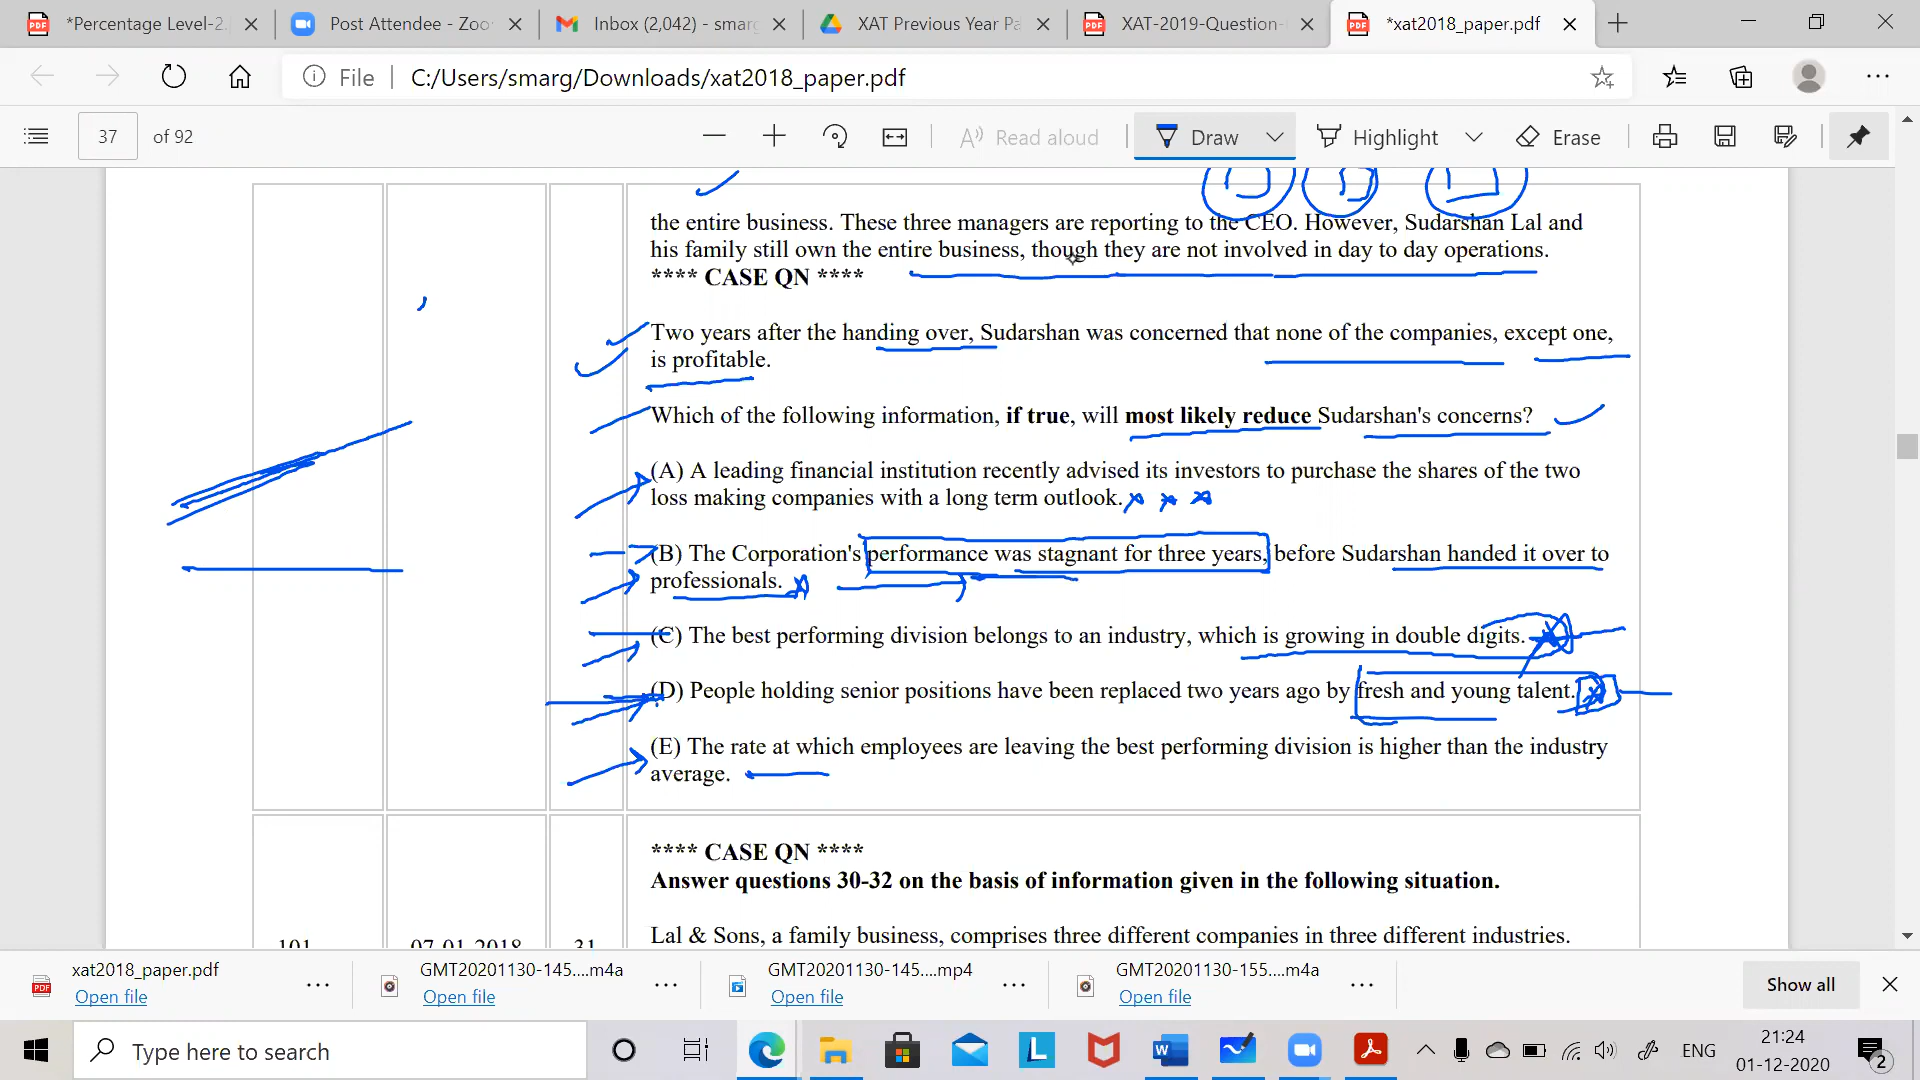 *Percentage Level-2.
Post Attendee - Zoo
Inbox (2,042) - smarg
XAT Previous Year Pa
XAT-2019-Question-
*xat2018_paper.pdf
File
C:/Users/smarg/Downloads/xat2018_paper.pdf
37 of 92
Read aloud
Draw
Highlight
Erase
the entire business. These three managers are reporting to the CEO. However, Sudarshan Lal and
his family still own the entire business, though they are not involved in day to day operations.
**** CASE QN ****
Two years after the handing over, Sudarshan was concerned that none of the companies, except one,
is profitable.
Which of the following information, if true, will most likely reduce Sudarshan's concerns?
(A) A leading financial institution recently advised its investors to purchase the shares of the two
loss making companies with a long term outlook.
(B) The Corporation's performance was stagnant for three years, before Sudarshan handed it over to
professionals.
(C) The best performing division belongs to an industry, which is growing in double digits.
(D) People holding senior positions have been replaced two years ago by fresh and young talent.
(E) The rate at which employees are leaving the best performing division is higher than the industry
average.
**** CASE QN ****
Answer questions 30-32 on the basis of information given in the following situation.
101 07-01-2018 31 Lal & Sons, a family business, comprises three different companies in three different industries.
xat2018_paper.pdf
Open file
GMT20201130-145....m4a
Open file
GMT20201130-145....mp4
Open file
GMT20201130-155....m4a
Open file
Show all
Type here to search
ENG
21:24
01-12-2020
2